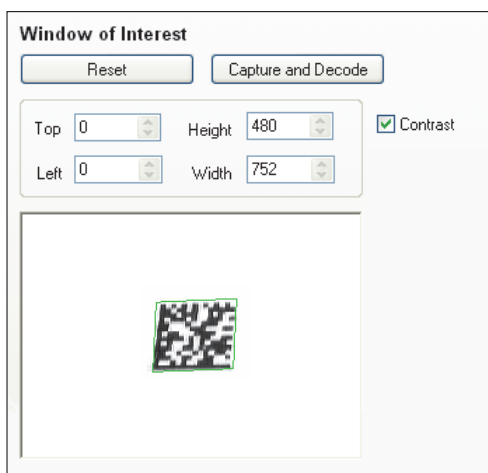 Window of Interest
Reset Capture and Decode
Top 0 Height 480 Contrast
Left 0 Width 752